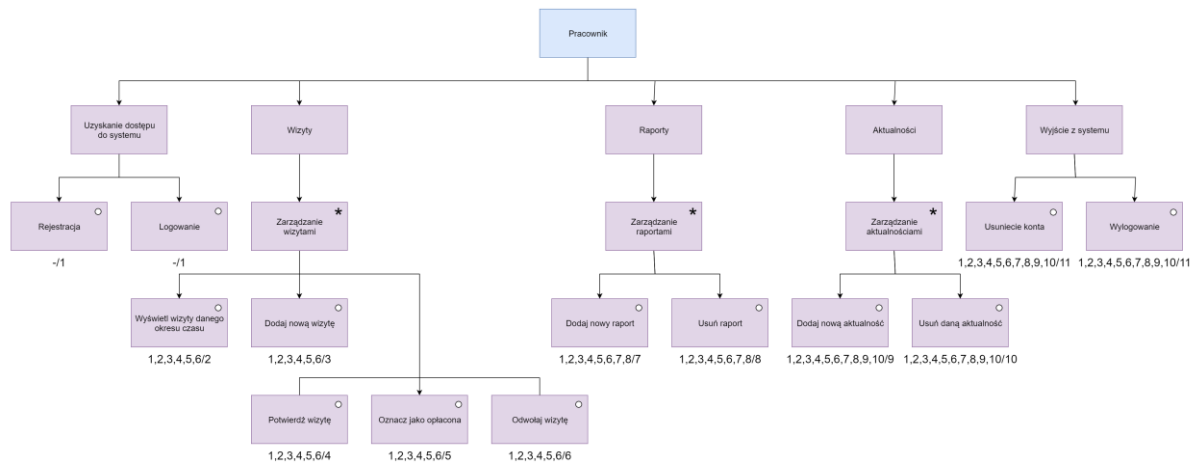 Pracownik
Uzyskanie dostępu
do systemu
Wizyty
Raporty
Aktualności
Wyjście z systemu
Rejestracja
Logowanie
Zarządzanie
wizytami
*
Zarządzanie
raportami
*
Zarządzanie
aktualnościami
*
Usuniecie konta
Wylogowanie
-/1
-/1
1,2,3,4,5,6,7,8,9,10/11
1,2,3,4,5,6,7,8,9,10/11
Wyświetl wizyty danego
okresu czasu
Dodaj nową wizytę
Dodaj nowy raport
Usuń raport
Dodaj nową aktualność
Usuń daną aktualność
1,2,3,4,5,6/2
1,2,3,4,5,6/3
1,2,3,4,5,6,7,8/7
1,2,3,4,5,6,7,8/8
1,2,3,4,5,6,7,8,9,10/9
1,2,3,4,5,6,7,8,9,10/10
Potwierdź wizytę
Oznacz jako opłacona
Odwołaj wizytę
1,2,3,4,5,6/4
1,2,3,4,5,6/5
1,2,3,4,5,6/6